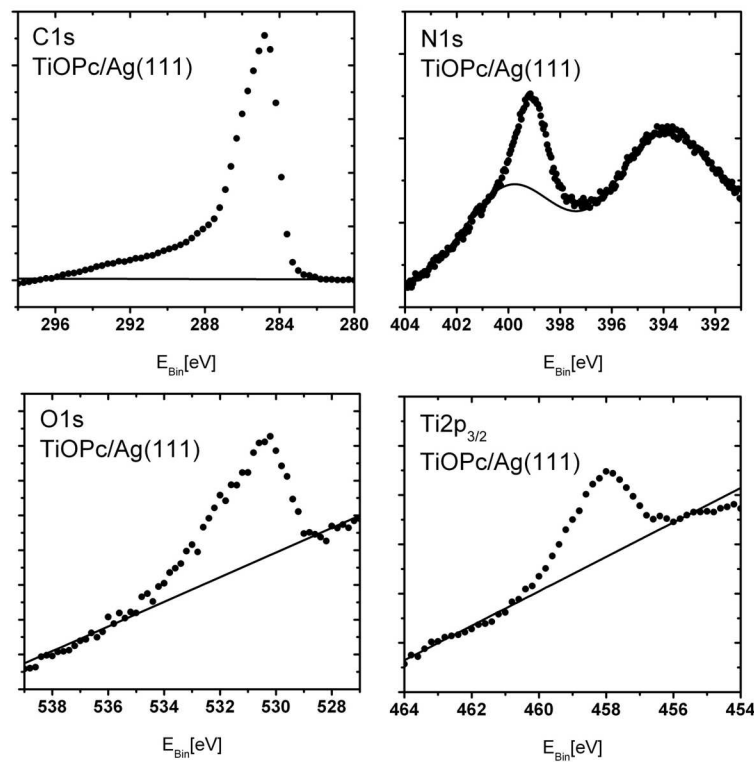 C1s
TiOPc/Ag(111)
296 292 288 284 280
E_Bin[eV]
N1s
TiOPc/Ag(111)
404 402 400 398 396 394 392
E_Bin[eV]
O1s
TiOPc/Ag(111)
538 536 534 532 530 528
E_Bin[eV]
Ti2p_3/2
TiOPc/Ag(111)
464 462 460 458 456 454
E_Bin[eV]